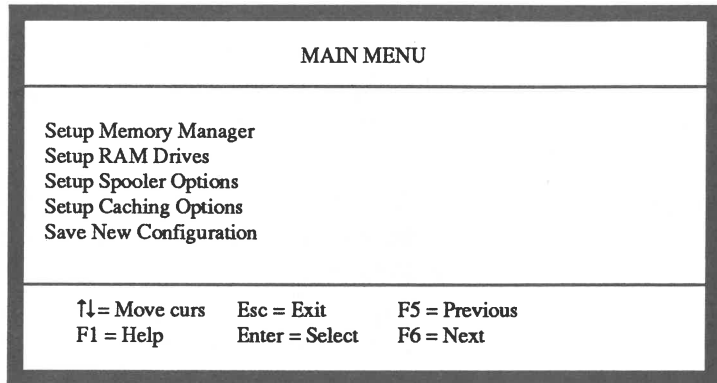 MAIN MENU
Setup Memory Manager
Setup RAM Drives
Setup Spooler Options
Setup Caching Options
Save New Configuration
↑↓= Move curs Esc = Exit F5 = Previous
F1 = Help Enter = Select F6 = Next